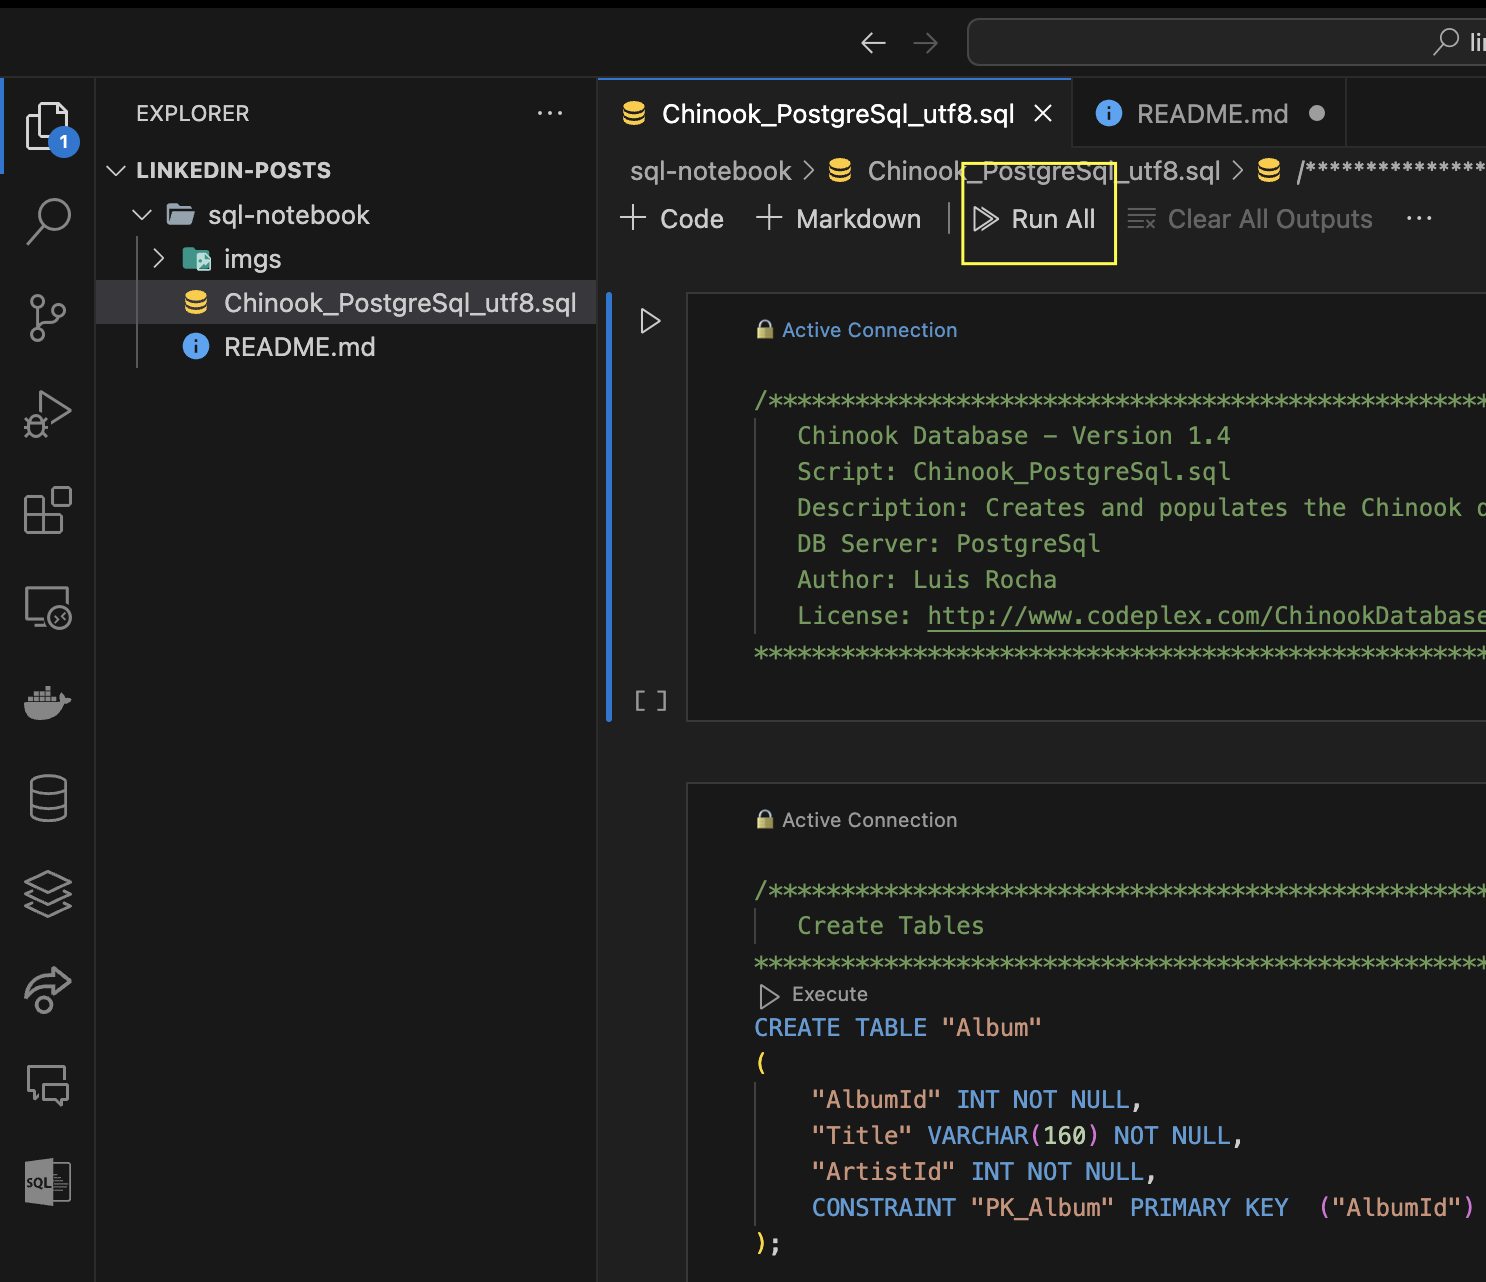 li
EXPLORER
LINKEDIN-POSTS
sql-notebook
imgs
Chinook_PostgreSql_utf8.sql
README.md
1
SQL
Chinook_PostgreSql_utf8.sql
README.md
sql-notebook > Chinook_PostgreSql_utf8.sql > /***************
+ Code + Markdown | Run All Clear All Outputs ...
Active Connection
/**************************************************
Chinook Database - Version 1.4
Script: Chinook_PostgreSql.sql
Description: Creates and populates the Chinook d
DB Server: PostgreSql
Author: Luis Rocha
License: http://www.codeplex.com/ChinookDatabase
***************************************************
[ ]
Active Connection
/**************************************************
Create Tables
***************************************************
Execute
CREATE TABLE "Album"
(
"AlbumId" INT NOT NULL,
"Title" VARCHAR(160) NOT NULL,
"ArtistId" INT NOT NULL,
CONSTRAINT "PK_Album" PRIMARY KEY ("AlbumId")
);